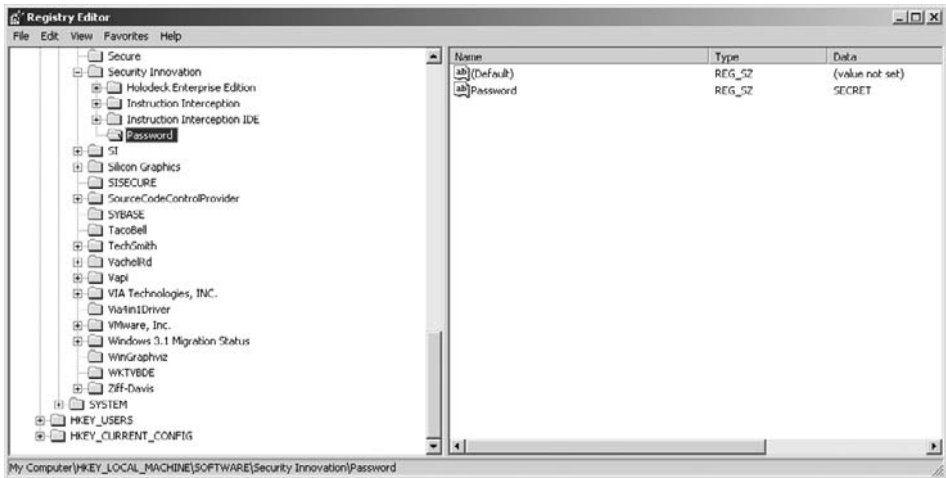 Registry Editor
File Edit View Favorites Help
Secure
Security Innovation
Holodeck Enterprise Edition
Instruction Interception
Instruction Interception IDE
Password
SI
Silicon Graphics
SISECURE
SourceCodeControlProvider
SYBASE
TacoBell
TechSmith
VachelRd
Vapi
VIA Technologies, INC.
Via4in1Driver
VMware, Inc.
Windows 3.1 Migration Status
WinGraphviz
WKTVBDE
Ziff-Davis
SYSTEM
HKEY_USERS
HKEY_CURRENT_CONFIG
Name Type Data
ab (Default) REG_SZ (value not set)
ab Password REG_SZ SECRET
My Computer\HKEY_LOCAL_MACHINE\SOFTWARE\Security Innovation\Password